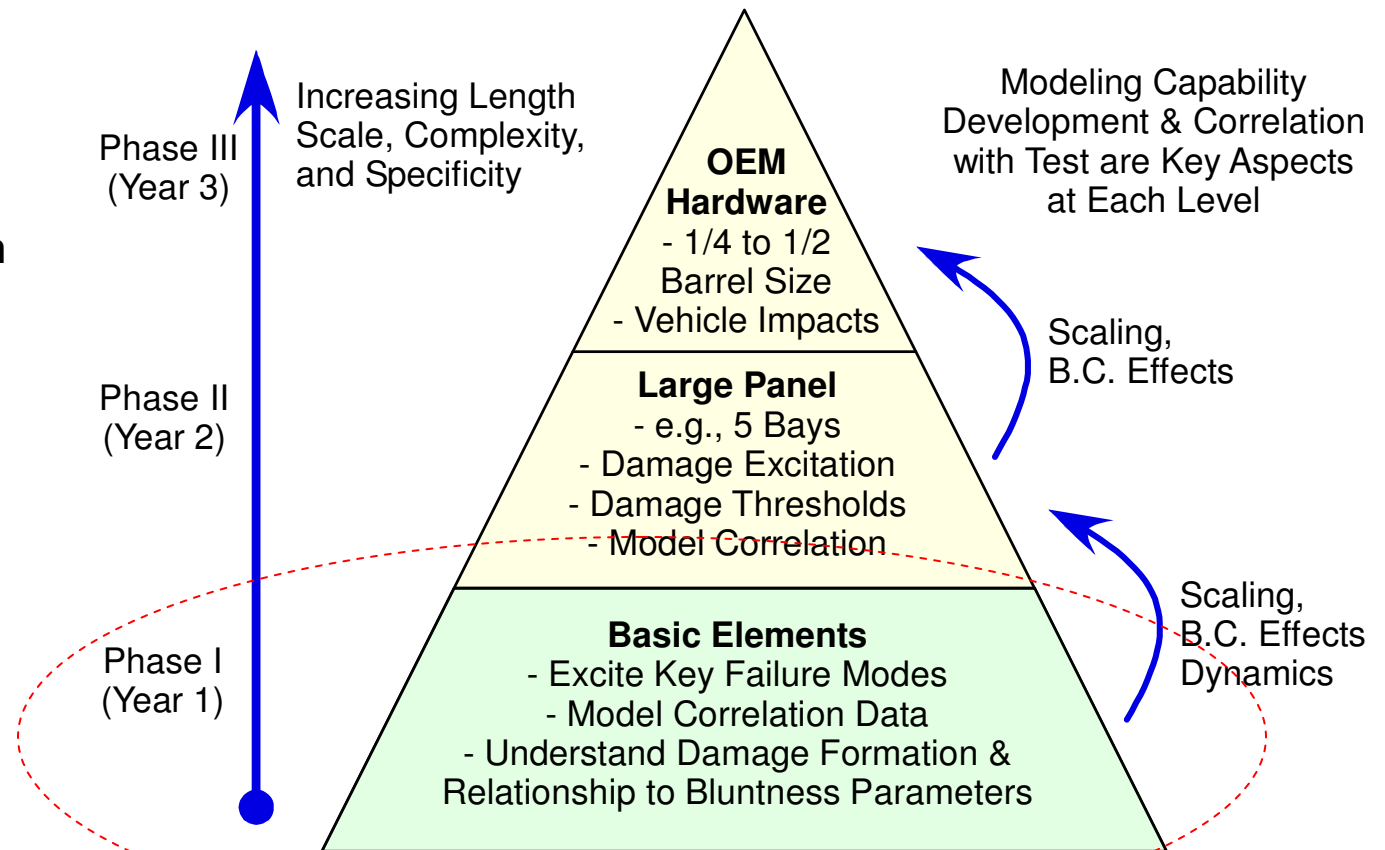 Increasing Length
Scale, Complexity,
and Specificity
Phase III
(Year 3)
Phase II
(Year 2)
Phase I
(Year 1)
OEM
Hardware
- 1/4 to 1/2
Barrel Size
- Vehicle Impacts
Large Panel
- e.g., 5 Bays
- Damage Excitation
- Damage Thresholds
- Model Correlation
Basic Elements
- Excite Key Failure Modes
- Model Correlation Data
- Understand Damage Formation &
Relationship to Bluntness Parameters
Modeling Capability
Development & Correlation
with Test are Key Aspects
at Each Level
Scaling,
B.C. Effects
Scaling,
B.C. Effects
Dynamics